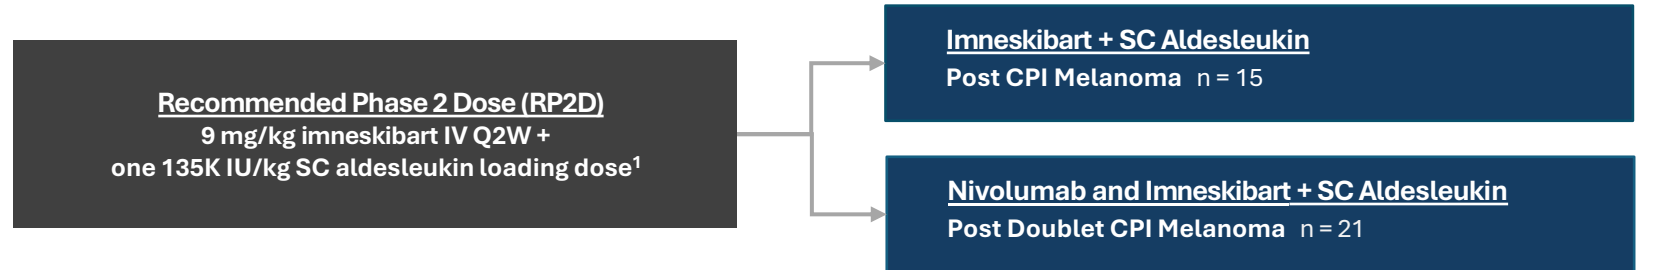 Recommended Phase 2 Dose (RP2D)
9 mg/kg imneskibart IV Q2W +
one 135K IU/kg SC aldesleukin loading dose¹
Imneskibart + SC Aldesleukin
Post CPI Melanoma n = 15
Nivolumab and Imneskibart + SC Aldesleukin
Post Doublet CPI Melanoma n = 21